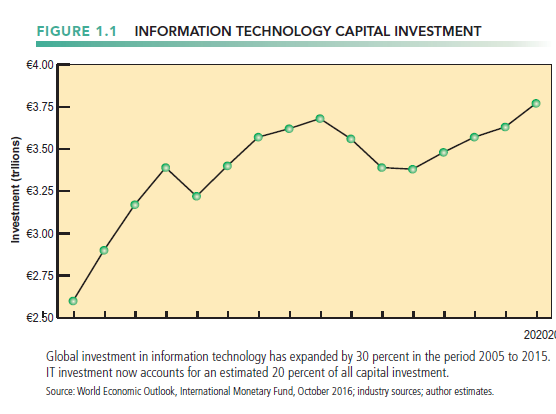 FIGURE 1.1 INFORMATION TECHNOLOGY CAPITAL INVESTMENT
€4.00
€3.75
€3.50
€3.25
€3.00
€2.75
€2.50
Investment (trilions)
202020
Global investment in information technology has expanded by 30 percent in the period 2005 to 2015.
IT investment now accounts for an estimated 20 percent of all capital investment.
Source: World Economic Outlook, International Monetary Fund, October 2016; industry sources; author estimates.